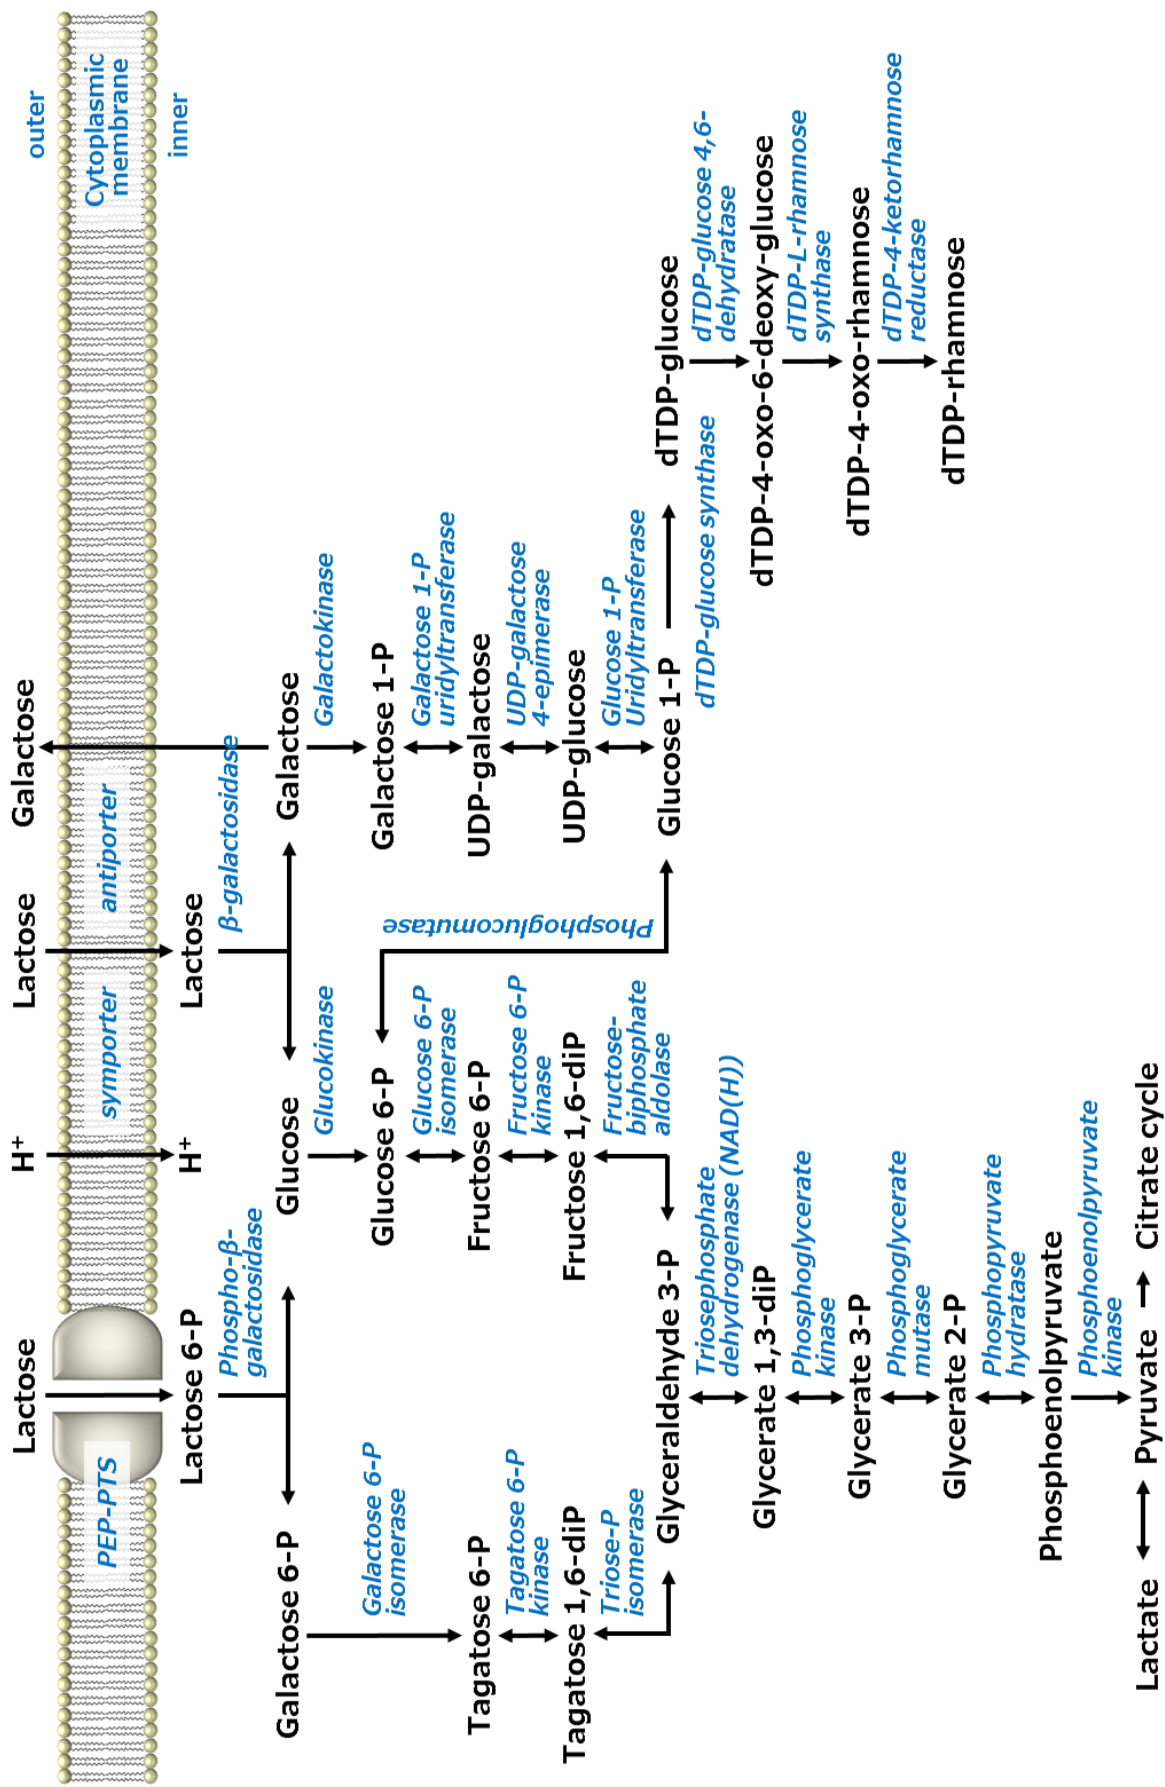 outer
Cytoplasmic
membrane
inner
Lactose
H⁺
Lactose
Galactose
PEP-PTS
symporter
antiporter
Lactose 6-P
H⁺
Lactose
Phospho-β-
galactosidase
β-galactosidase
Galactose 6-P
Glucose
Galactose
Galactose 6-P
isomerase
Glucokinase
Galactokinase
Glucose 6-P
Galactose 1-P
Phosphoglucomutase
Glucose 6-P
isomerase
Galactose 1-P
uridyltransferase
Tagatose 6-P
Fructose 6-P
UDP-galactose
Tagatose 6-P
kinase
Fructose 6-P
kinase
UDP-galactose
4-epimerase
Tagatose 1,6-diP
Fructose 1,6-diP
UDP-glucose
Triose-P
isomerase
Fructose-
biphosphate
aldolase
Glucose 1-P
Uridyltransferase
Glyceraldehyde 3-P
Glucose 1-P
dTDP-glucose
dTDP-glucose synthase
Triosephosphate
dehydrogenase (NAD(H))
dTDP-glucose 4,6-
dehydratase
Glycerate 1,3-diP
dTDP-4-oxo-6-deoxy-glucose
Phosphoglycerate
kinase
dTDP-L-rhamnose
synthase
Glycerate 3-P
dTDP-4-oxo-rhamnose
Phosphoglycerate
mutase
dTDP-4-ketorhamnose
reductase
Glycerate 2-P
dTDP-rhamnose
Phosphopyruvate
hydratase
Phosphoenolpyruvate
Phosphoenolpyruvate
kinase
Lactate
Pyruvate
Citrate cycle